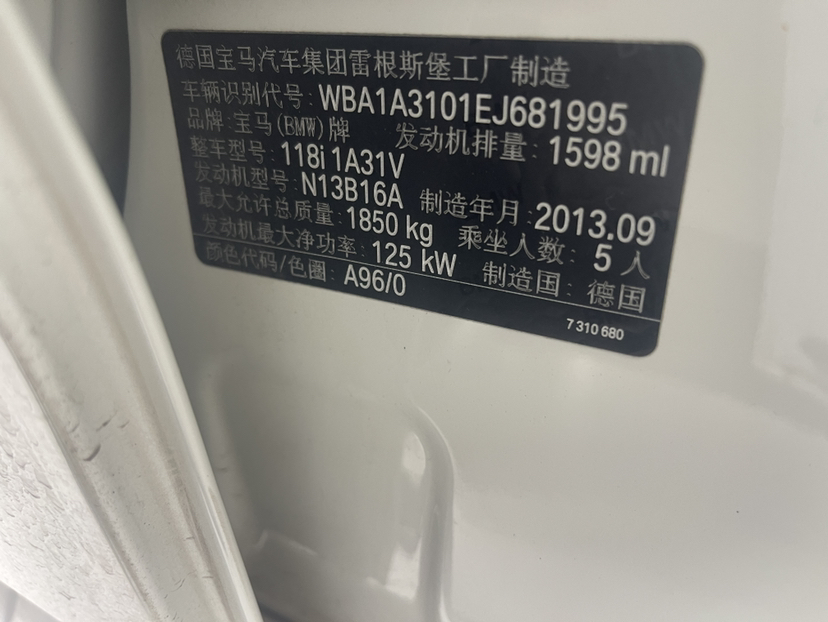 德国宝马汽车集团雷根斯堡工厂制造
车辆识别代号: WBA1A3101EJ681995
品牌: 宝马(BMW)牌 发动机排量: 1598 ml
整车型号: 118i 1A31V
发动机型号: N13B16A 制造年月: 2013.09
最大允许总质量: 1850 kg 乘坐人数: 5 人
发动机最大净功率: 125 kW 制造国: 德国
颜色代码/色圈: A96/0
7 310 680